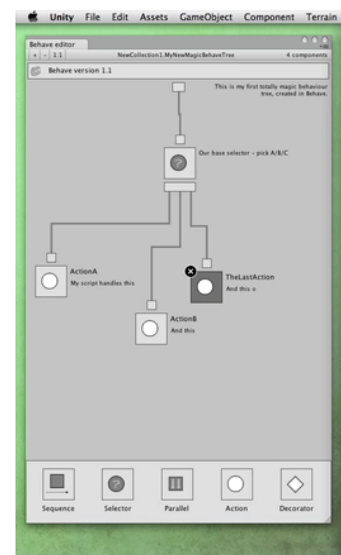 Unity File Edit Assets GameObject Component Terrain
Behave editor
+ - 1.1 NewCollection1.MyNewMagicBehaveTree 4 components
Behave version 1.1
This is my first totally magic behaviour
tree, created in Behave.
Our base selector - pick A/B/C
ActionA
My script handles this
TheLastAction
And this o
ActionB
And this
Sequence Selector Parallel Action Decorator